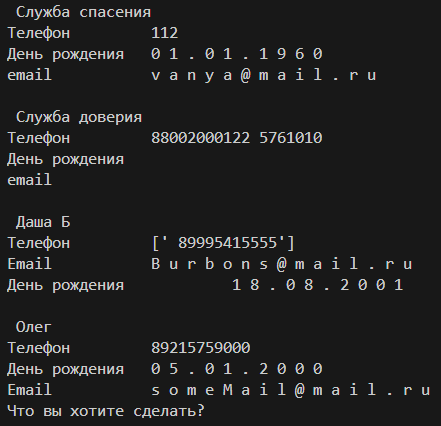 Служба спасения
Телефон 112
День рождения 0 1 . 0 1 . 1 9 6 0
email v a n y a @ m a i l . r u
Служба доверия
Телефон 88002000122 5761010
День рождения
email
Даша Б
Телефон [' 89995415555']
Email B u r b o n s @ m a i l . r u
День рождения 1 8 . 0 8 . 2 0 0 1
Олег
Телефон 89215759000
День рождения 0 5 . 0 1 . 2 0 0 0
Email s o m e M a i l @ m a i l . r u
Что вы хотите сделать?